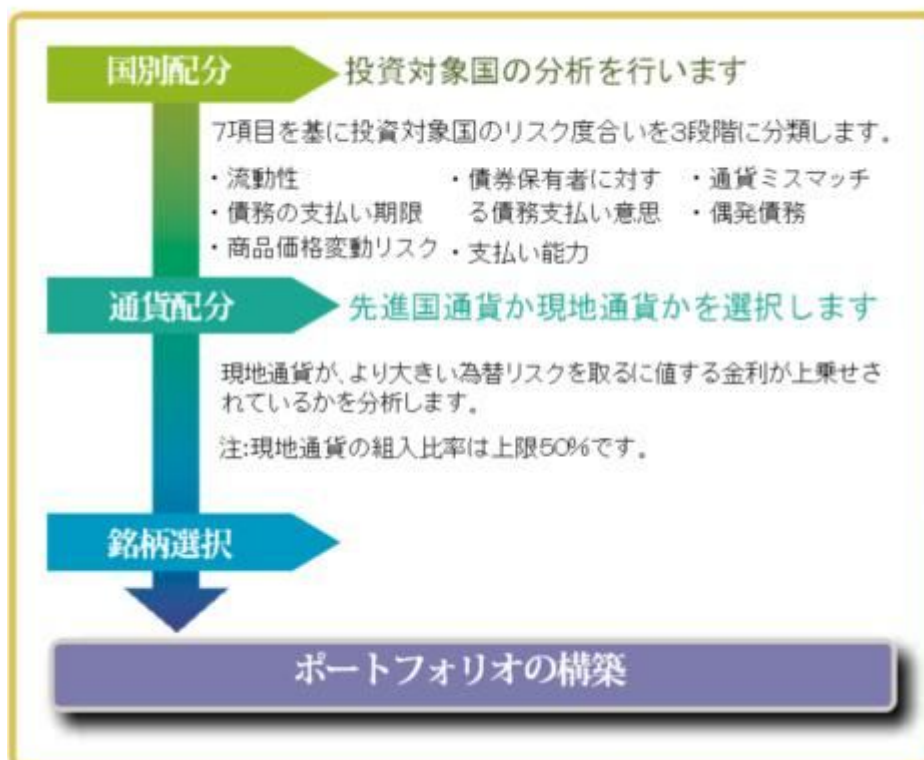 国別配分
投資対象国の分析を行います
7項目を基に投資対象国のリスク度合いを3段階に分類します。
・流動性
・債務の支払い期限
・商品価格変動リスク
・債券保有者に対す
る債務支払い意思
・支払い能力
・通貨ミスマッチ
・偶発債務
通貨配分
先進国通貨か現地通貨かを選択します
現地通貨が、より大きい為替リスクを取るに値する金利が上乗せさ
れているかを分析します。
注:現地通貨の組入比率は上限50%です。
銘柄選択
ポートフォリオの構築